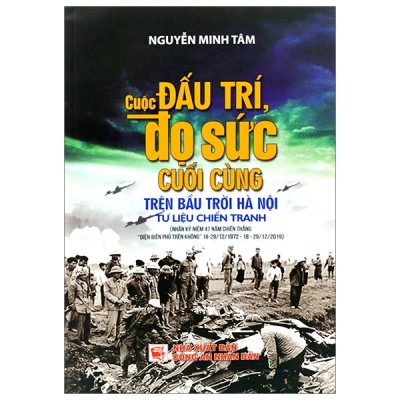 NGUYỄN MINH TÂM
Cuộc ĐẤU TRÍ,
đọ sức
CUỐI CÙNG
TRÊN BẦU TRỜI HÀ NỘI
TƯ LIỆU CHIẾN TRANH
(NHÂN KỶ NIỆM 47 NĂM CHIẾN THẮNG
"ĐIỆN BIÊN PHỦ TRÊN KHÔNG" 18-29/12/1972 - 18 - 29/12/2019)
NHÀ XUẤT BẢN
CÔNG AN NHÂN DÂN